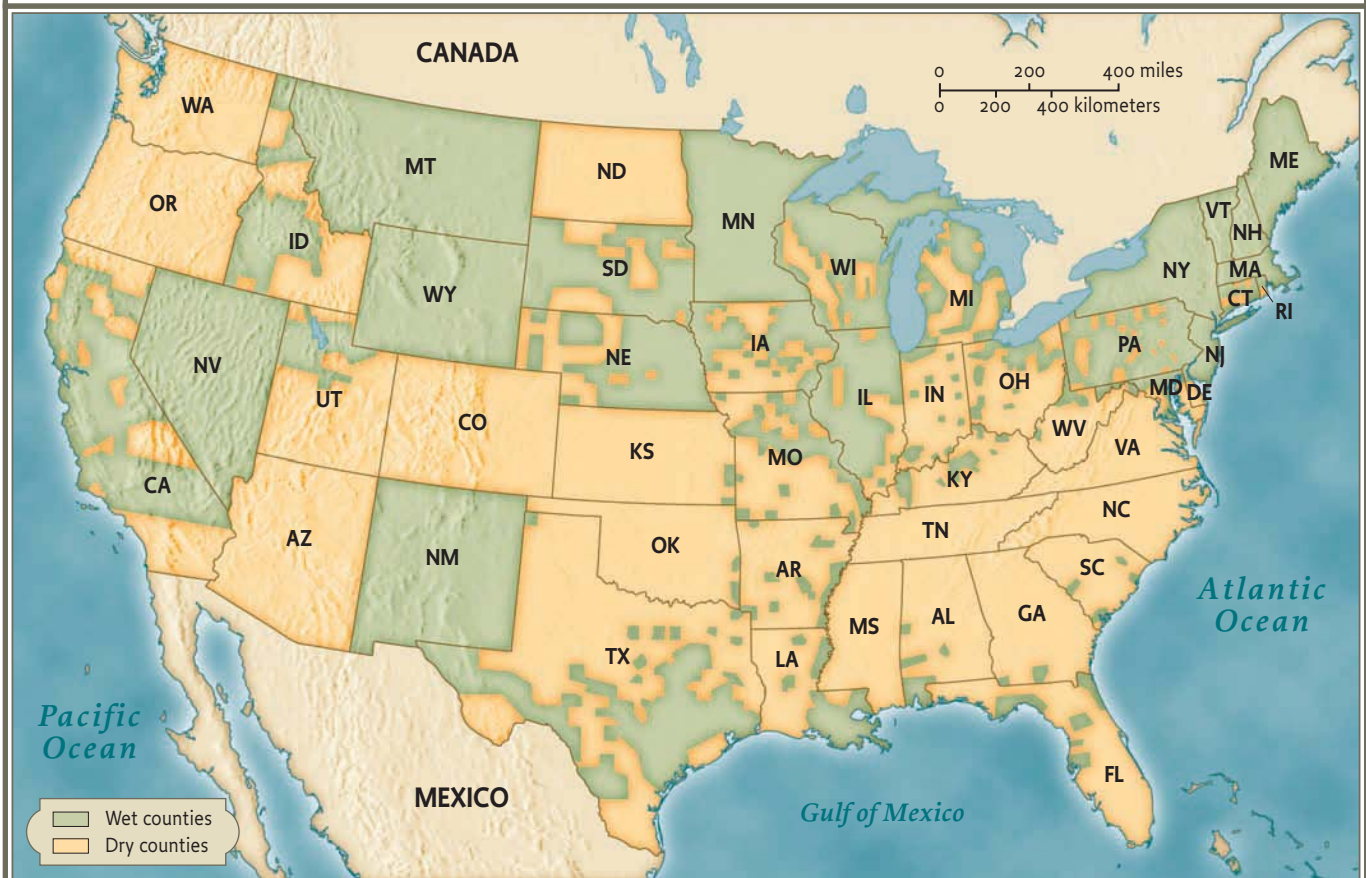 CANADA
0 200 400 miles
0 200 400 kilometers
WA
MT
ND
ME
OR
MN
VT
NH
ID
SD
WI
NY
MA
WY
MI
CT
RI
IA
PA
NV
NE
NJ
UT
OH
MD
DE
CO
IL
IN
WV
KS
MO
VA
CA
KY
NC
AZ
OK
TN
NM
AR
SC
Atlantic
Ocean
MS
AL
GA
TX
LA
Pacific
Ocean
FL
MEXICO
Gulf of Mexico
Wet counties
Dry counties